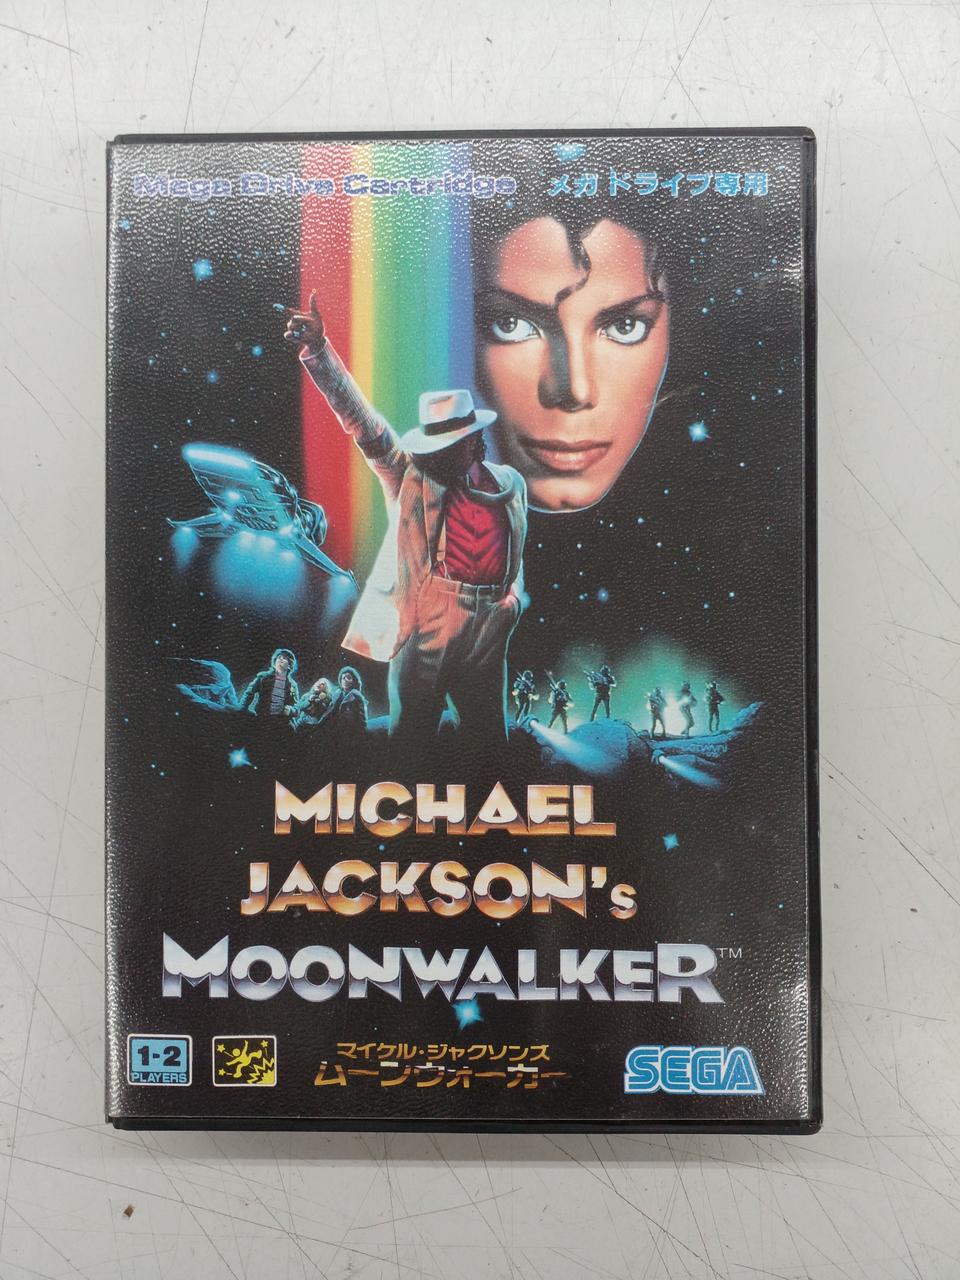 Mega Drive Cartridge メガドライブ専用
MICHAEL
JACKSON's
MOONWALKER™
1-2
PLAYERS
マイケル・ジャクソンズ
ムーンウォーカー
SEGA